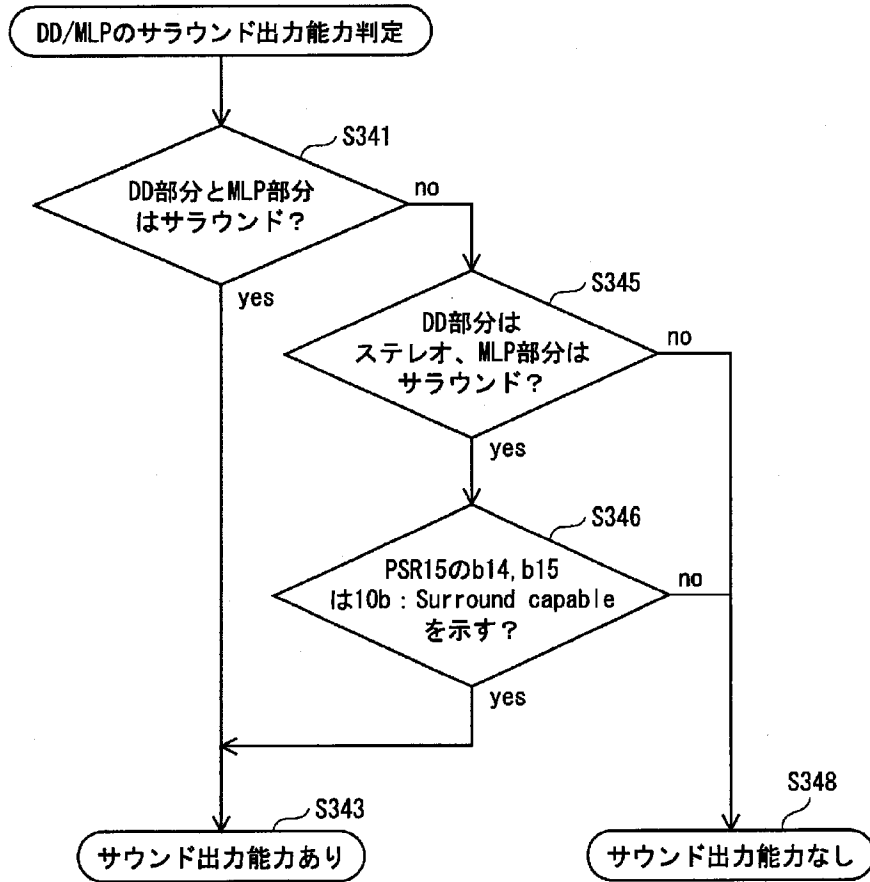 DD/MLPのサラウンド出力能力判定
S341
DD部分とMLP部分
はサラウンド？
no
yes
S345
DD部分は
ステレオ、MLP部分は
サラウンド？
no
yes
S346
PSR15のb14,b15
は10b：Surround capable
を示す？
no
yes
S343
サウンド出力能力あり
S348
サウンド出力能力なし